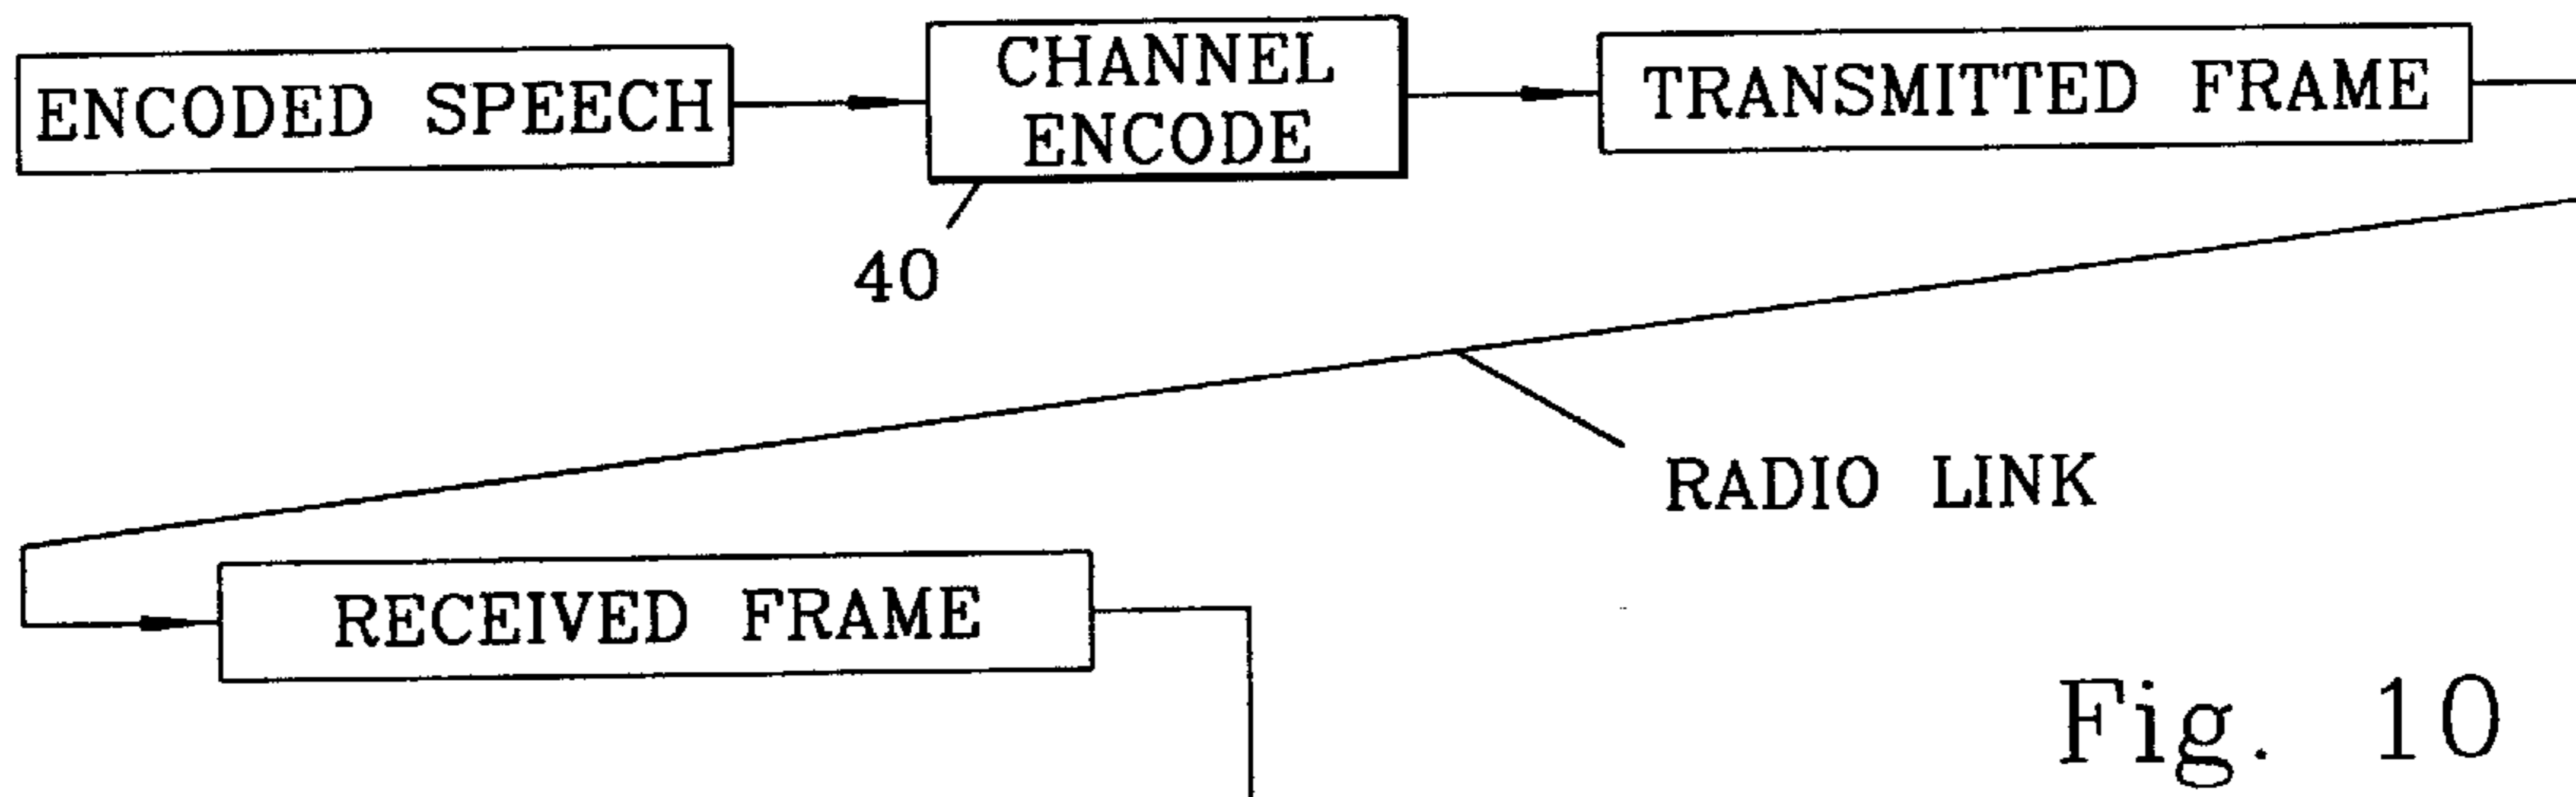 ENCODED SPEECH
CHANNEL
ENCODE
TRANSMITTED FRAME
40
RADIO LINK
RECEIVED FRAME
Fig. 10